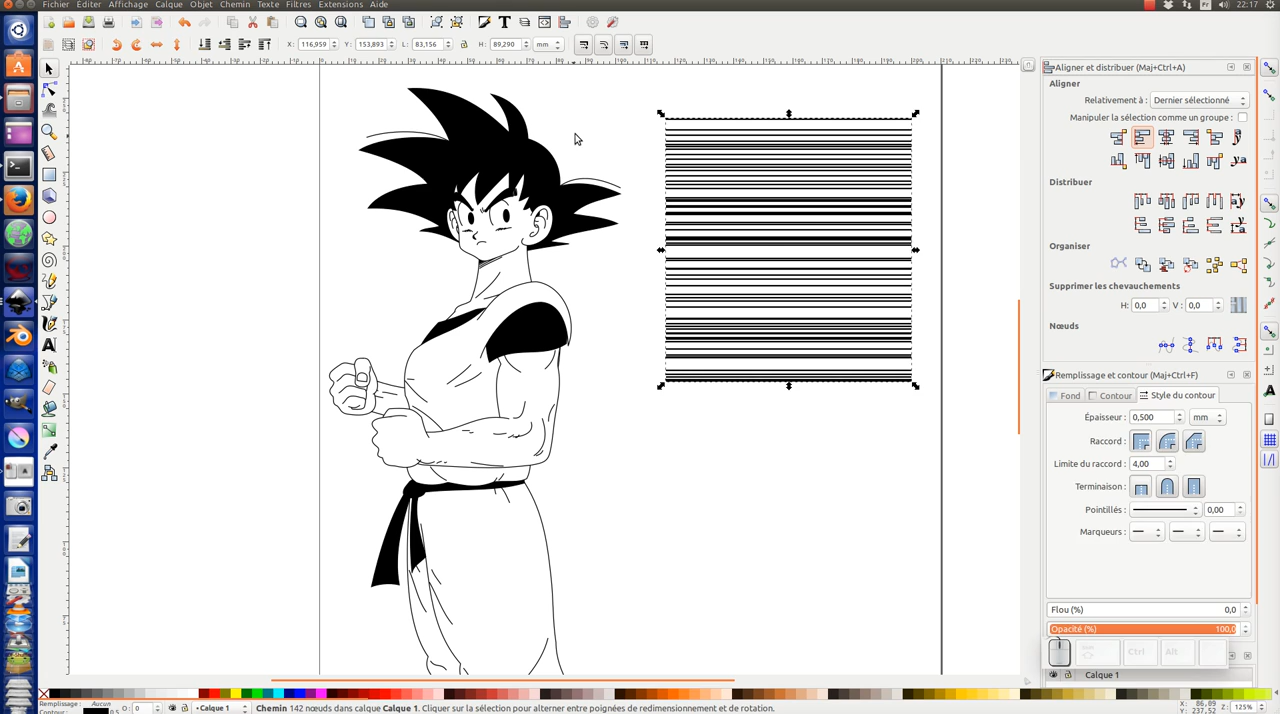 Fichier Éditer Affichage Calque Objet Chemin Texte Filtres Extensions Aide
Fr 22:17
X: 116,959 Y: 153,893 L: 83,156 H: 89,290 mm
Aligner et distribuer (Maj+Ctrl+A)
Aligner
Relativement à : Dernier sélectionné
Manipuler la sélection comme un groupe :
Distribuer
Organiser
Supprimer les chevauchements
H: 0,0 V : 0,0
Nœuds
Remplissage et contour (Maj+Ctrl+F)
Fond Contour Style du contour
Épaisseur : 0,500 mm
Raccord :
Limite du raccord : 4,00
Terminaison :
Pointillés : 0,00
Marqueurs :
Flou (%) 0,0
Opacité (%) 100,0
Ctrl Alt
Calque 1
Remplissage : Aucun
Contour : 0,5
O: 0
Calque 1
Chemin 142 nœuds dans calque Calque 1. Cliquer sur la sélection pour alterner entre poignées de redimensionnement et de rotation.
X: 86,09
Y: 237,52
Z: 125%